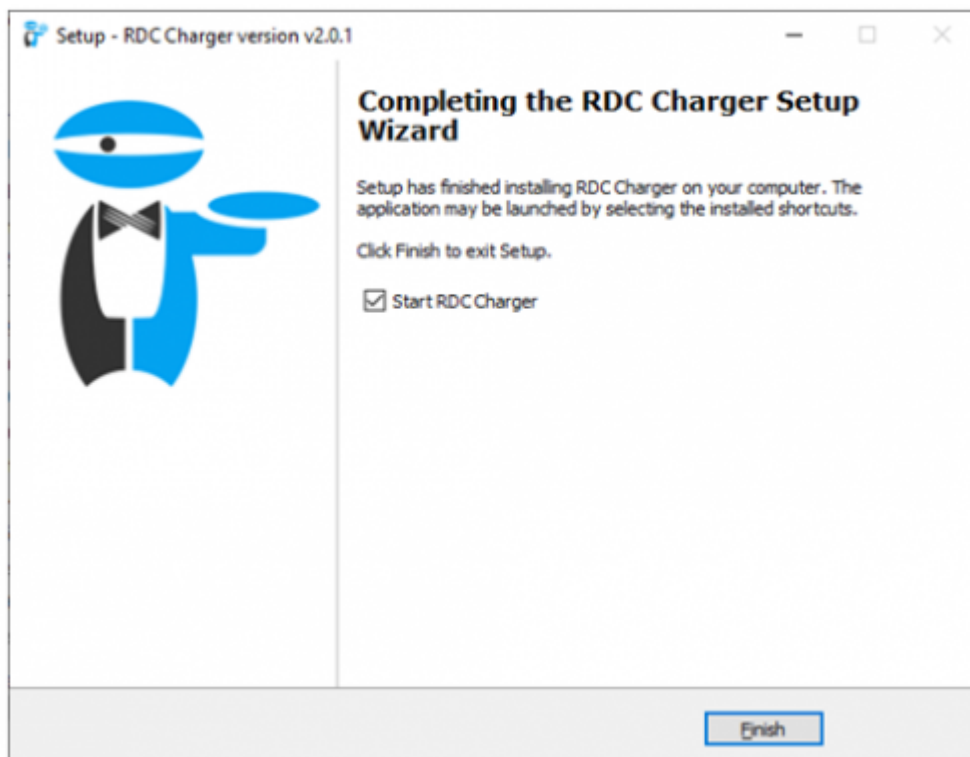 Setup - RDC Charger version v2.0.1
Completing the RDC Charger Setup
Wizard
Setup has finished installing RDC Charger on your computer. The
application may be launched by selecting the installed shortcuts.
Click Finish to exit Setup.
Start RDC Charger
Finish